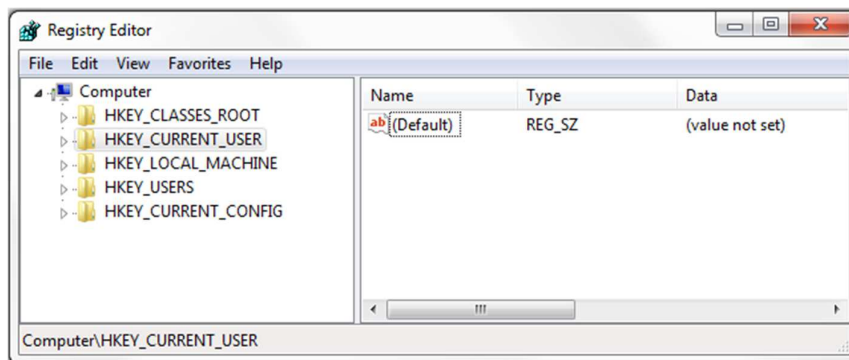 Registry Editor
File Edit View Favorites Help
Computer
HKEY_CLASSES_ROOT
HKEY_CURRENT_USER
HKEY_LOCAL_MACHINE
HKEY_USERS
HKEY_CURRENT_CONFIG
Name Type Data
ab (Default) REG_SZ (value not set)
Computer\HKEY_CURRENT_USER